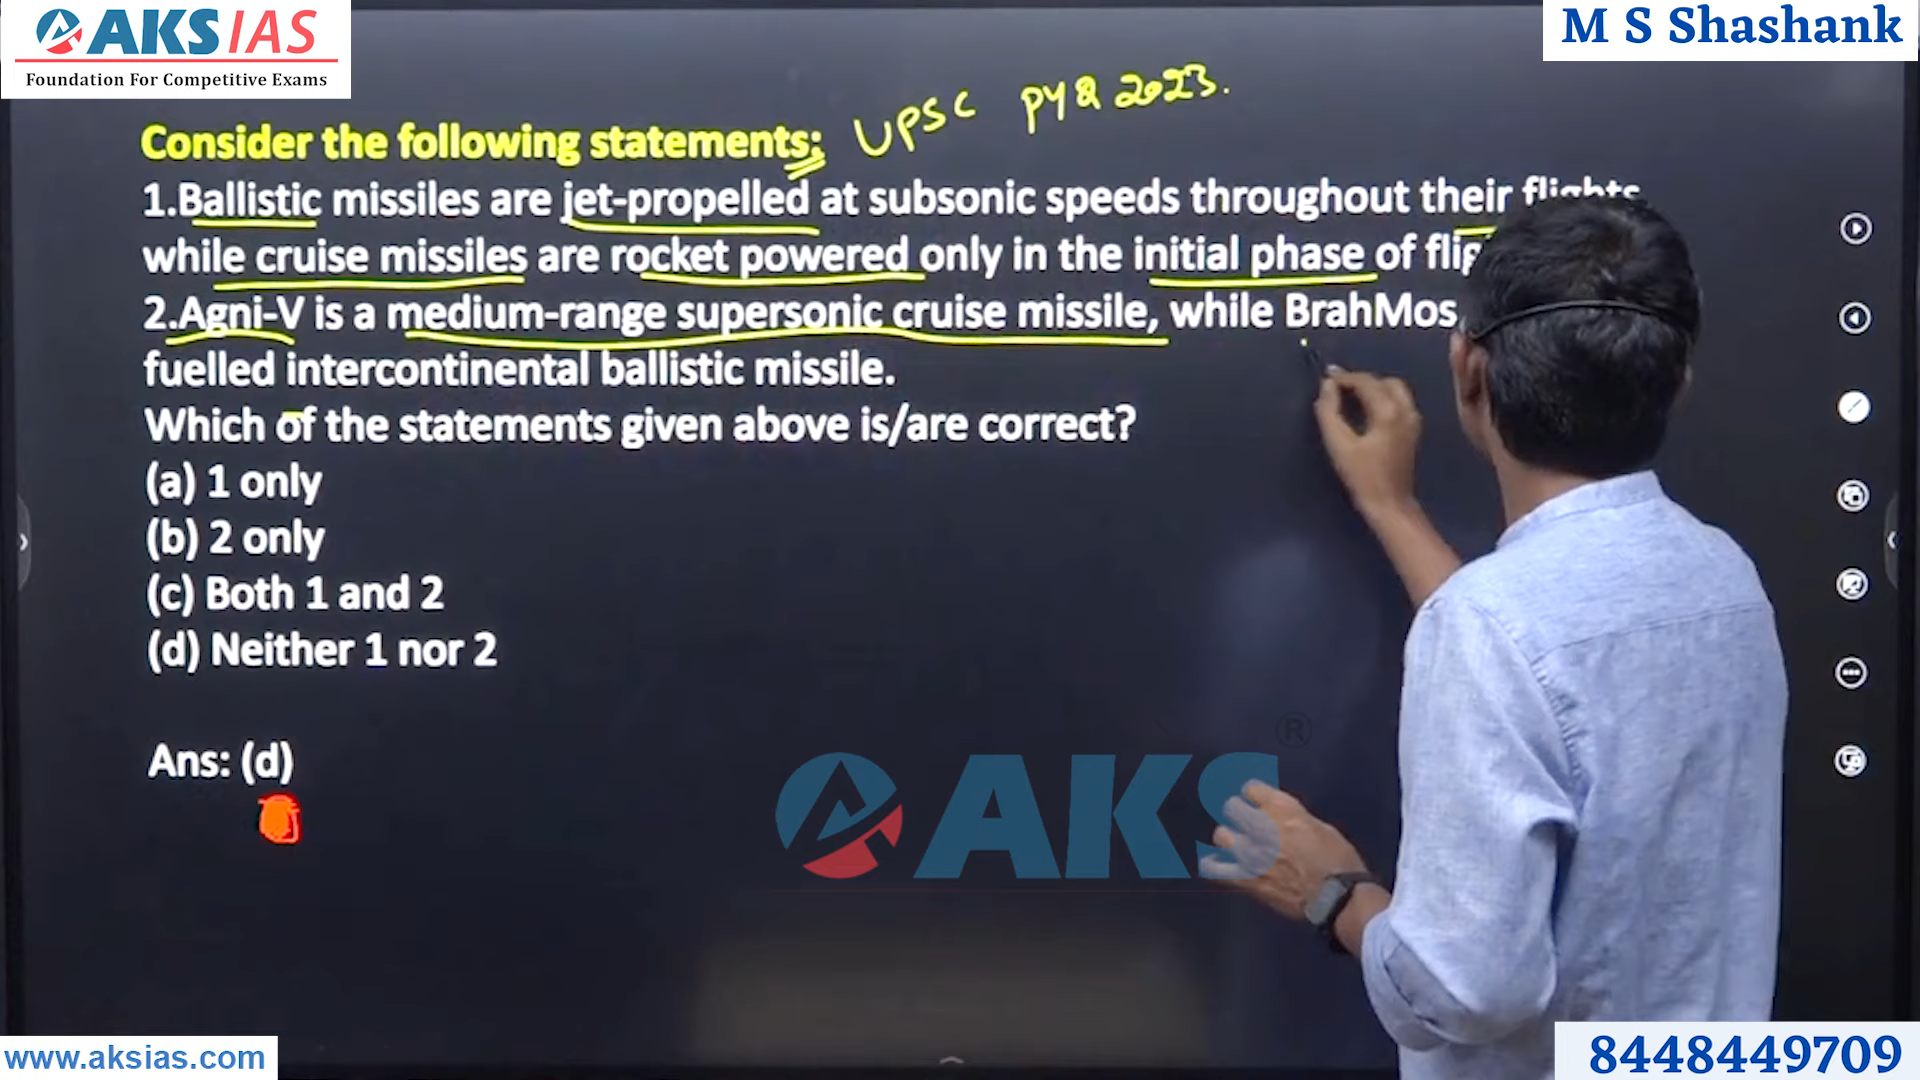 AKS IAS
Foundation For Competitive Exams
M S Shashank
UPSC PYQ 2023.
Consider the following statements:
1.Ballistic missiles are jet-propelled at subsonic speeds throughout their flights
while cruise missiles are rocket powered only in the initial phase of
2.Agni-V is a medium-range supersonic cruise missile, while BrahMos
fuelled intercontinental ballistic missile.
Which of the statements given above is/are correct?
(a) 1 only
(b) 2 only
(c) Both 1 and 2
(d) Neither 1 nor 2
Ans: (d)
AKS ®
www.aksias.com
8448449709